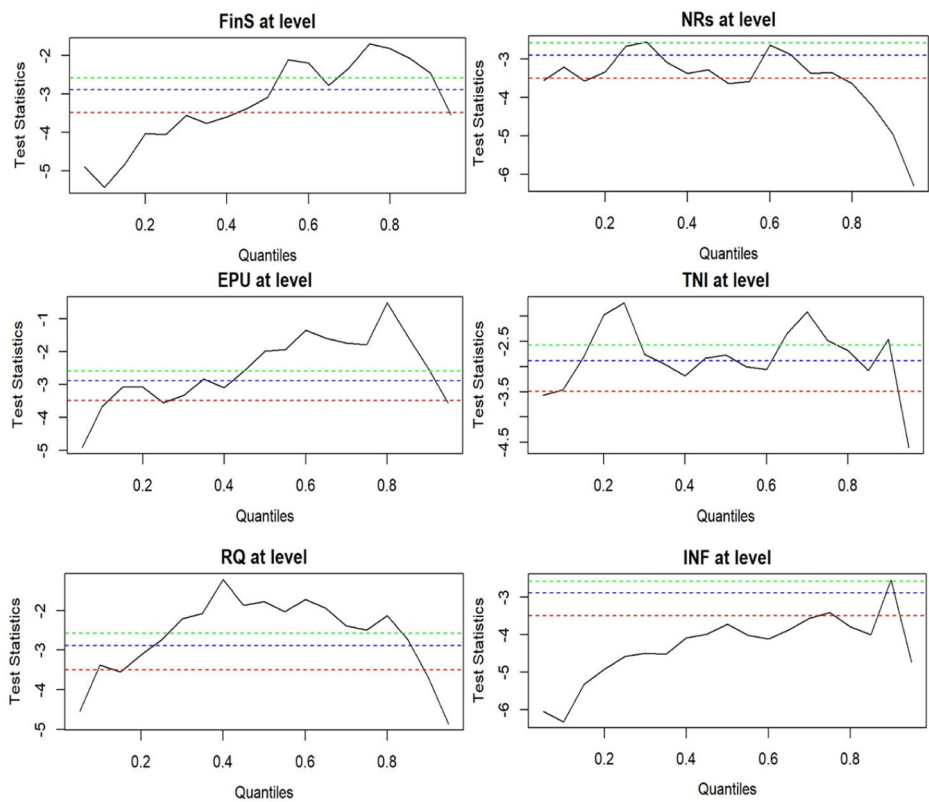 FinS at level
Test Statistics
-2
-3
-4
-5
0.2 0.4 0.6 0.8
Quantiles
NRs at level
Test Statistics
-3
-4
-5
-6
0.2 0.4 0.6 0.8
Quantiles
EPU at level
Test Statistics
-1
-2
-3
-4
-5
0.2 0.4 0.6 0.8
Quantiles
TNI at level
Test Statistics
-2.5
-3.5
-4.5
0.2 0.4 0.6 0.8
Quantiles
RQ at level
Test Statistics
-2
-3
-4
-5
0.2 0.4 0.6 0.8
Quantiles
INF at level
Test Statistics
-3
-4
-5
-6
0.2 0.4 0.6 0.8
Quantiles